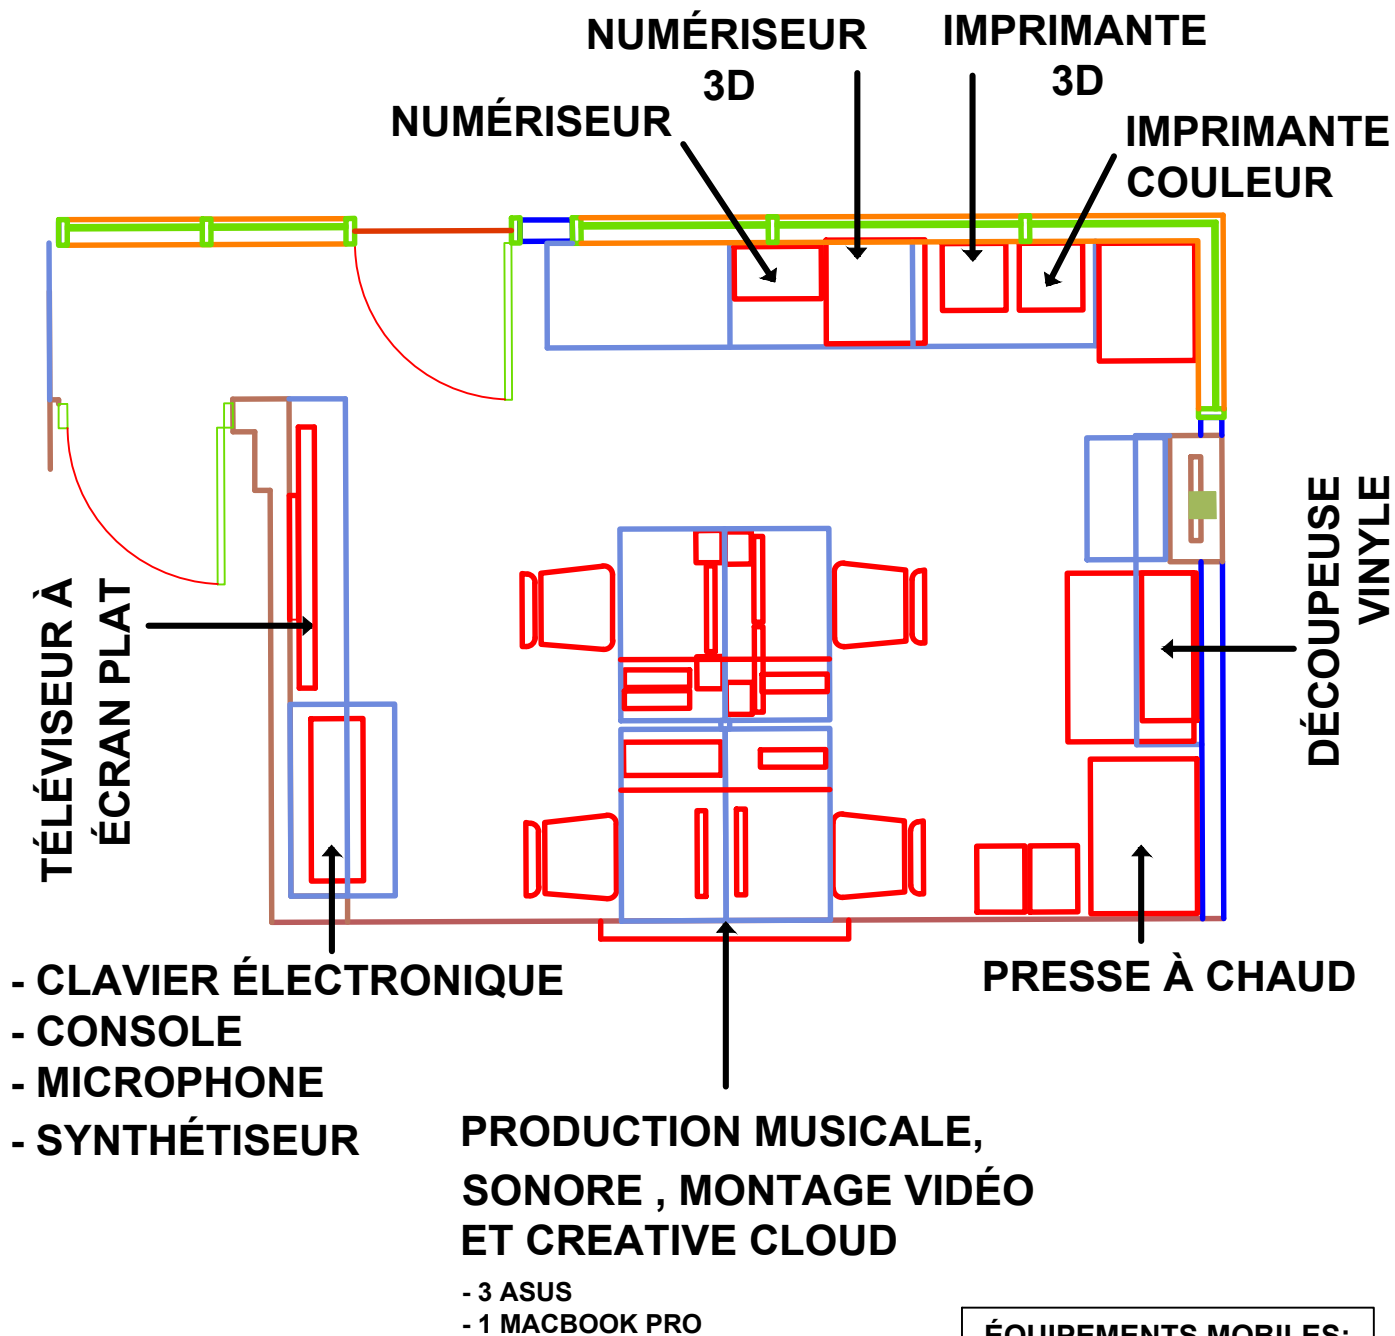 NUMÉRISEUR
3D
IMPRIMANTE
3D
NUMÉRISEUR
IMPRIMANTE
COULEUR
TÉLÉVISEUR À
ÉCRAN PLAT
DÉCOUPEUSE
VINYLE
- CLAVIER ÉLECTRONIQUE
- CONSOLE
- MICROPHONE
- SYNTHÉTISEUR
PRESSE À CHAUD
PRODUCTION MUSICALE,
SONORE , MONTAGE VIDÉO
ET CREATIVE CLOUD
- 3 ASUS
- 1 MACBOOK PRO
ÉQUIPEMENTS MOBILES: